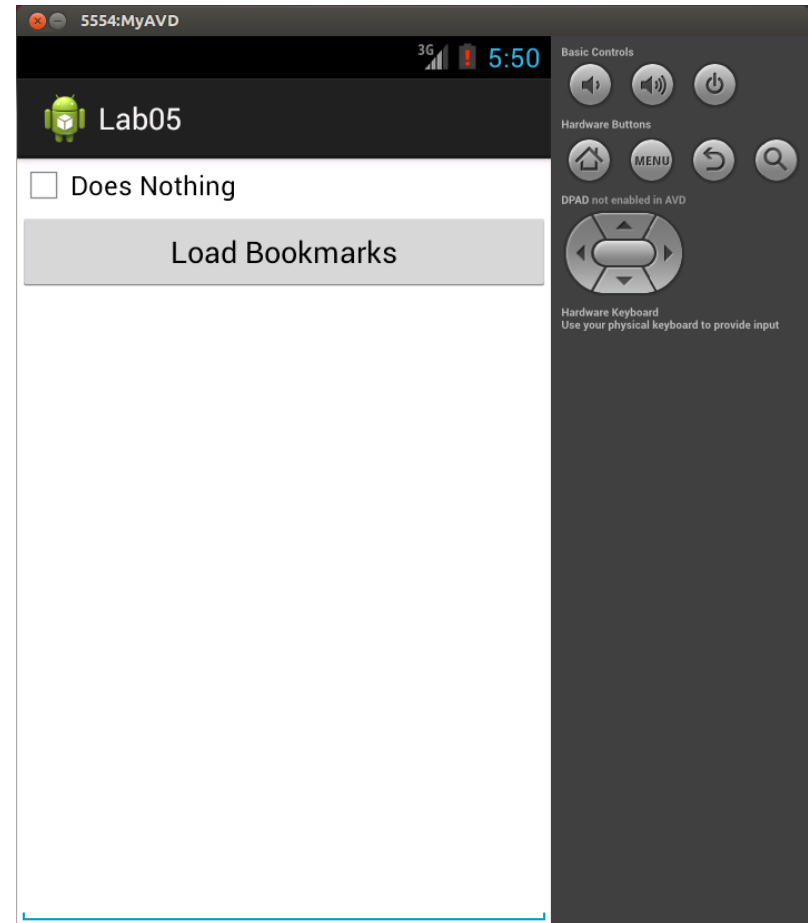 5554:MyAVD
3G 5:50
Basic Controls
Lab05
Hardware Buttons
MENU
Does Nothing
DPAD not enabled in AVD
Load Bookmarks
Hardware Keyboard
Use your physical keyboard to provide input